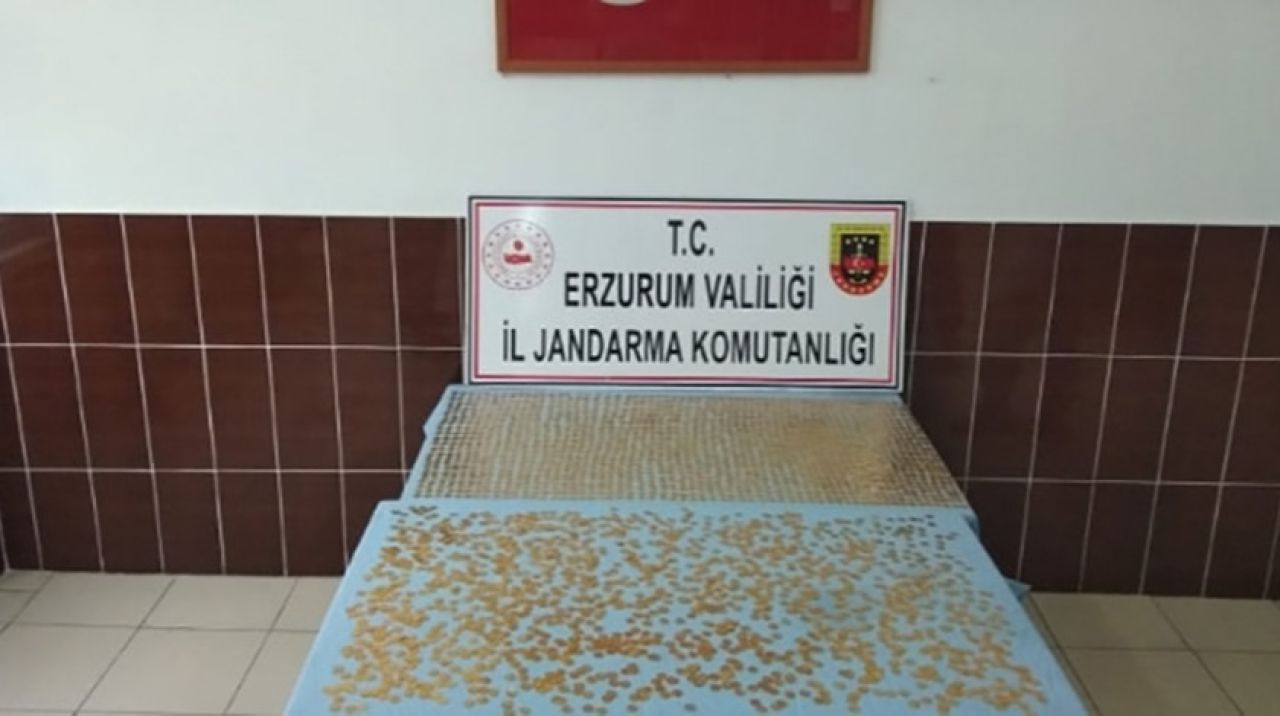 T.C.
ERZURUM VALİLİĞİ
İL JANDARMA KOMUTANLIĞI